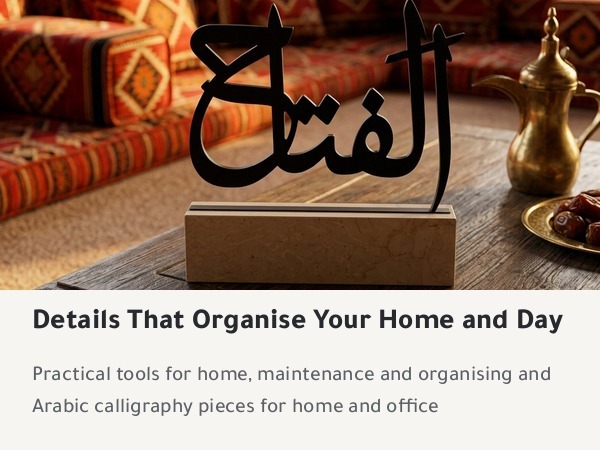 الفتاح
Details That Organise Your Home and Day
Practical tools for home, maintenance and organising and
Arabic calligraphy pieces for home and office